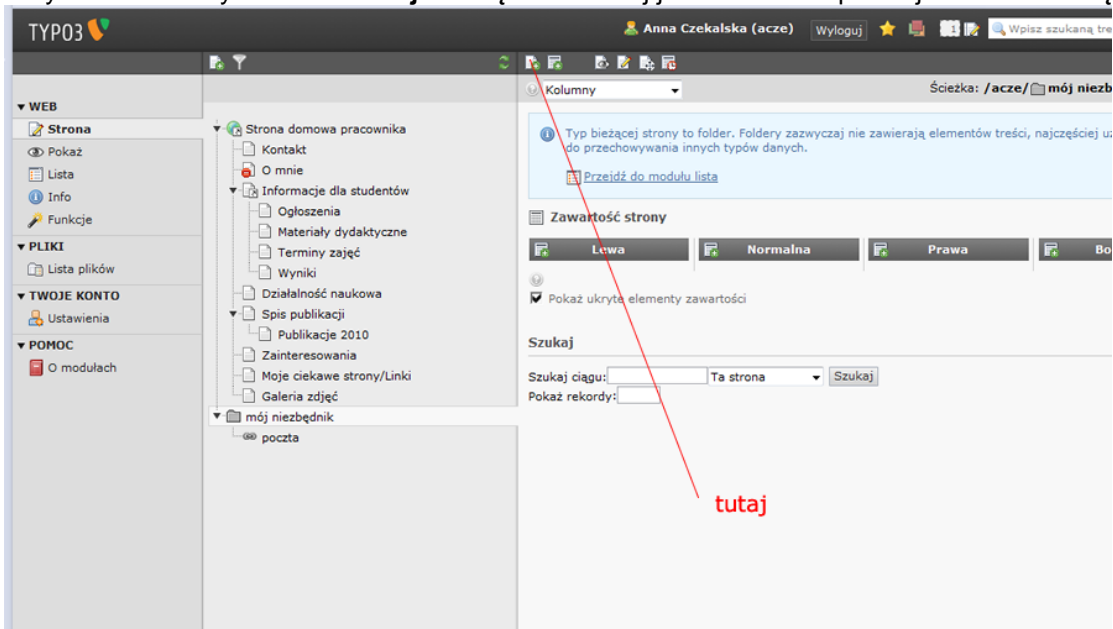 TYPO3
Anna Czekalska (acze) Wyloguj Wpisz szukaną tre
Kolumny Ścieżka: /acze/ mój niezb
WEB
Strona
Pokaż
Lista
Info
Funkcje
PLIKI
Lista plików
TWOJE KONTO
Ustawienia
POMOC
O modułach
Strona domowa pracownika
Kontakt
O mnie
Informacje dla studentów
Ogłoszenia
Materiały dydaktyczne
Terminy zajęć
Wyniki
Działalność naukowa
Spis publikacji
Publikacje 2010
Zainteresowania
Moje ciekawe strony/Linki
Galeria zdjęć
mój niezbędnik
poczta
Typ bieżącej strony to folder. Foldery zazwyczaj nie zawierają elementów treści, najczęściej uż
do przechowywania innych typów danych.
Przejdź do modułu lista
Zawartość strony
Lewa Normalna Prawa Bo
Pokaż ukryte elementy zawartości
Szukaj
Szukaj ciągu: Ta strona Szukaj
Pokaż rekordy:
tutaj